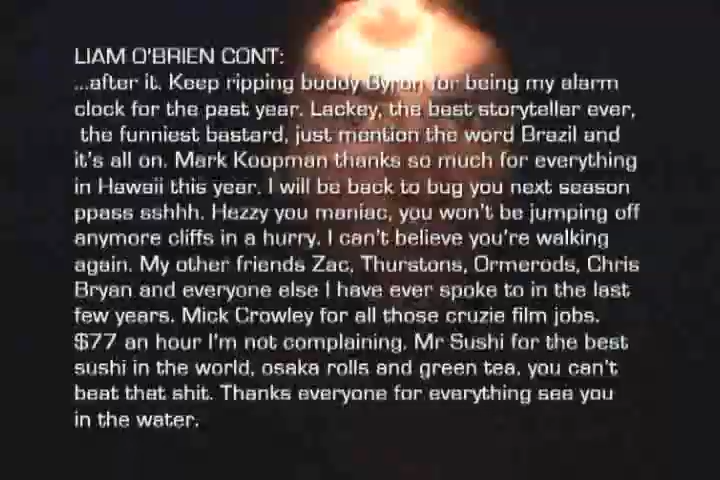 LIAM O'BRIEN CONT:
...after it. Keep ripping buddy Byron for being my alarm
clock for the past year. Lackey, the best storyteller ever,
the funniest bastard, just mention the word Brazil and
it's all on. Mark Koopman thanks so much for everything
in Hawaii this year. I will be back to bug you next season
ppass sshhh. Hezzy you maniac, you won't be jumping off
anymore cliffs in a hurry. I can't believe you're walking
again. My other friends Zac, Thurstons, Ormerods, Chris
Bryan and everyone else I have ever spoke to in the last
few years. Mick Crowley for all those cruzie film jobs.
$77 an hour I'm not complaining. Mr Sushi for the best
sushi in the world, osaka rolls and green tea, you can't
beat that shit. Thanks everyone for everything see you
in the water.